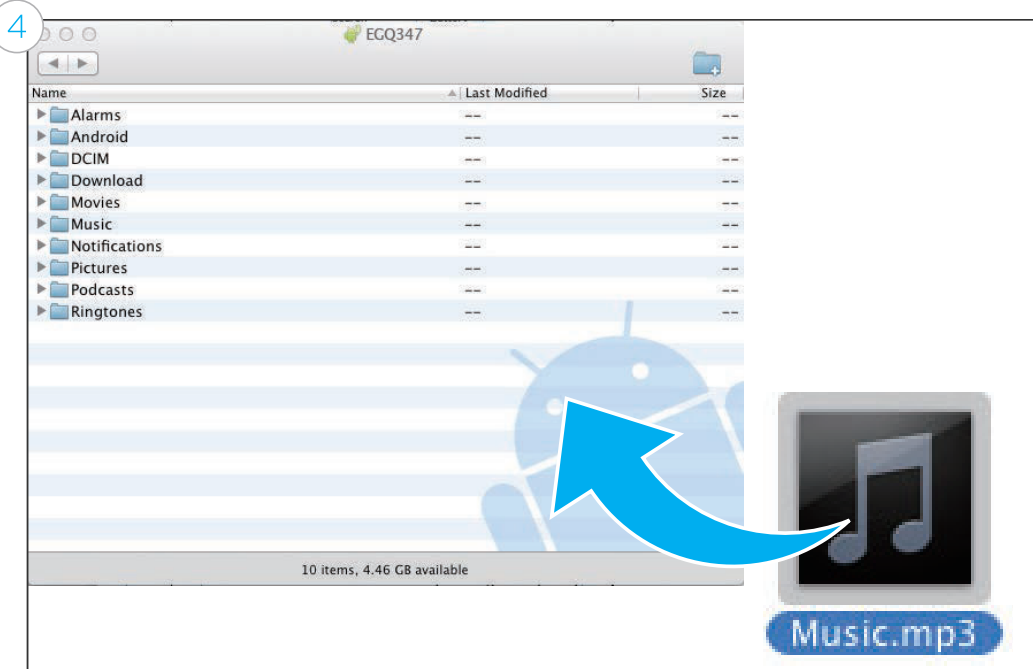 4
EGQ347
Name Last Modified Size
Alarms -- --
Android -- --
DCIM -- --
Download -- --
Movies -- --
Music -- --
Notifications -- --
Pictures -- --
Podcasts -- --
Ringtones -- --
10 items, 4.46 GB available
Music.mp3